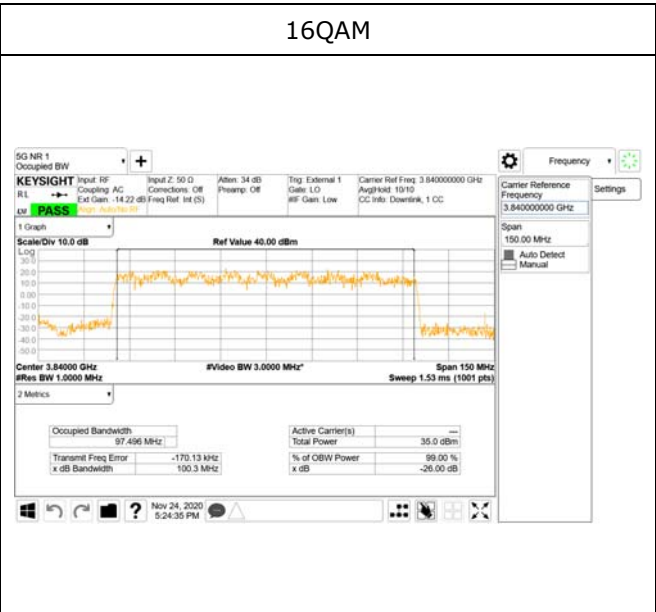 16QAM
5G NR 1
Occupied BW
+
Frequency
KEYSIGHT
Input: RF
Coupling: AC
Ext Gain: -14.22 dB
Align: Auto/No RF
Input Z: 50 Ω
Corrections: Off
Freq Ref: Int (S)
Atten: 34 dB
Preamp: Off
Trig: External 1
Gate: LO
#IF Gain: Low
Carrier Ref Freq: 3.840000000 GHz
Avg|Hold: 10/10
CC Info: Downlink, 1 CC
RL
PASS
Carrier Reference
Frequency
3.840000000 GHz
Settings
Span
150.00 MHz
Auto Detect
Manual
1 Graph
Scale/Div 10.0 dB
Ref Value 40.00 dBm
Log
30.0
20.0
10.0
0.00
-10.0
-20.0
-30.0
-40.0
-50.0
Center 3.84000 GHz
#Video BW 3.0000 MHz*
Span 150 MHz
#Res BW 1.0000 MHz
Sweep 1.53 ms (1001 pts)
2 Metrics
Occupied Bandwidth
97.496 MHz
Active Carrier(s) ---
Total Power 35.0 dBm
Transmit Freq Error -170.13 kHz
% of OBW Power 99.00 %
x dB Bandwidth 100.3 MHz
x dB -26.00 dB
?
Nov 24, 2020
5:24:35 PM